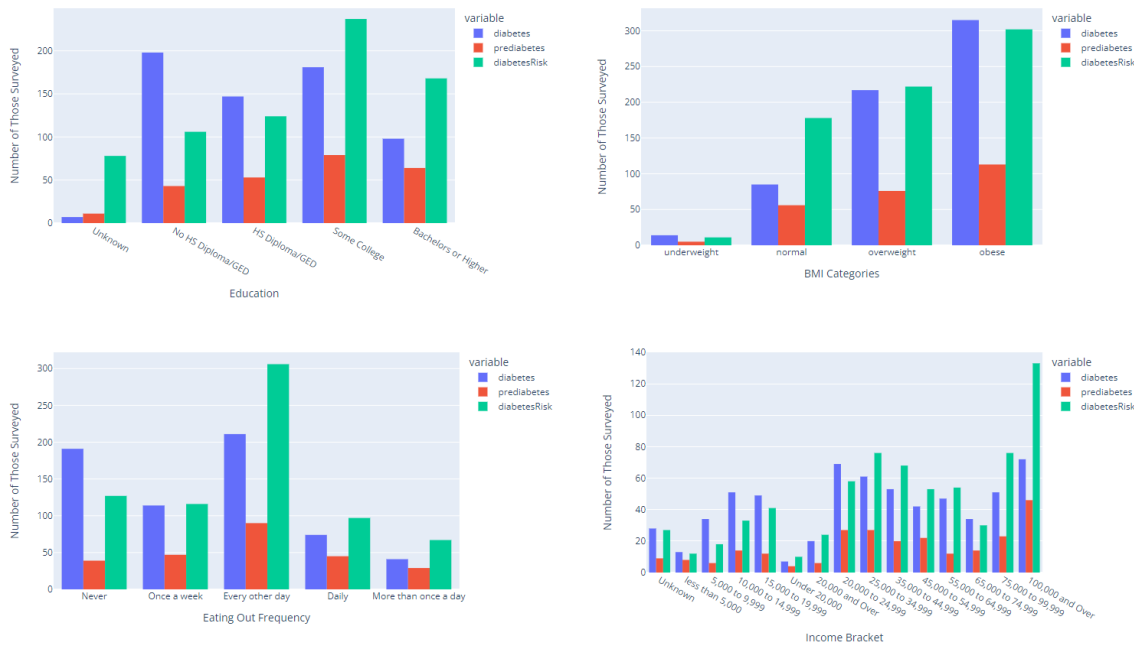 variable
diabetes
prediabetes
diabetesRisk
Number of Those Surveyed
200
150
100
50
0
Unknown
No HS Diploma/GED
HS Diploma/GED
Some College
Bachelors or Higher
Education
variable
diabetes
prediabetes
diabetesRisk
Number of Those Surveyed
300
250
200
150
100
50
0
underweight
normal
overweight
obese
BMI Categories
variable
diabetes
prediabetes
diabetesRisk
Number of Those Surveyed
300
250
200
150
100
50
0
Never
Once a week
Every other day
Daily
More than once a day
Eating Out Frequency
variable
diabetes
prediabetes
diabetesRisk
Number of Those Surveyed
140
120
100
80
60
40
20
0
Unknown
less than 5,000
5,000 to 9,999
10,000 to 14,999
15,000 to 19,999
Under 20,000
20,000 and Over
20,000 to 24,999
25,000 to 34,999
35,000 to 44,999
45,000 to 54,999
55,000 to 64,999
65,000 to 74,999
75,000 to 99,999
100,000 and Over
Income Bracket